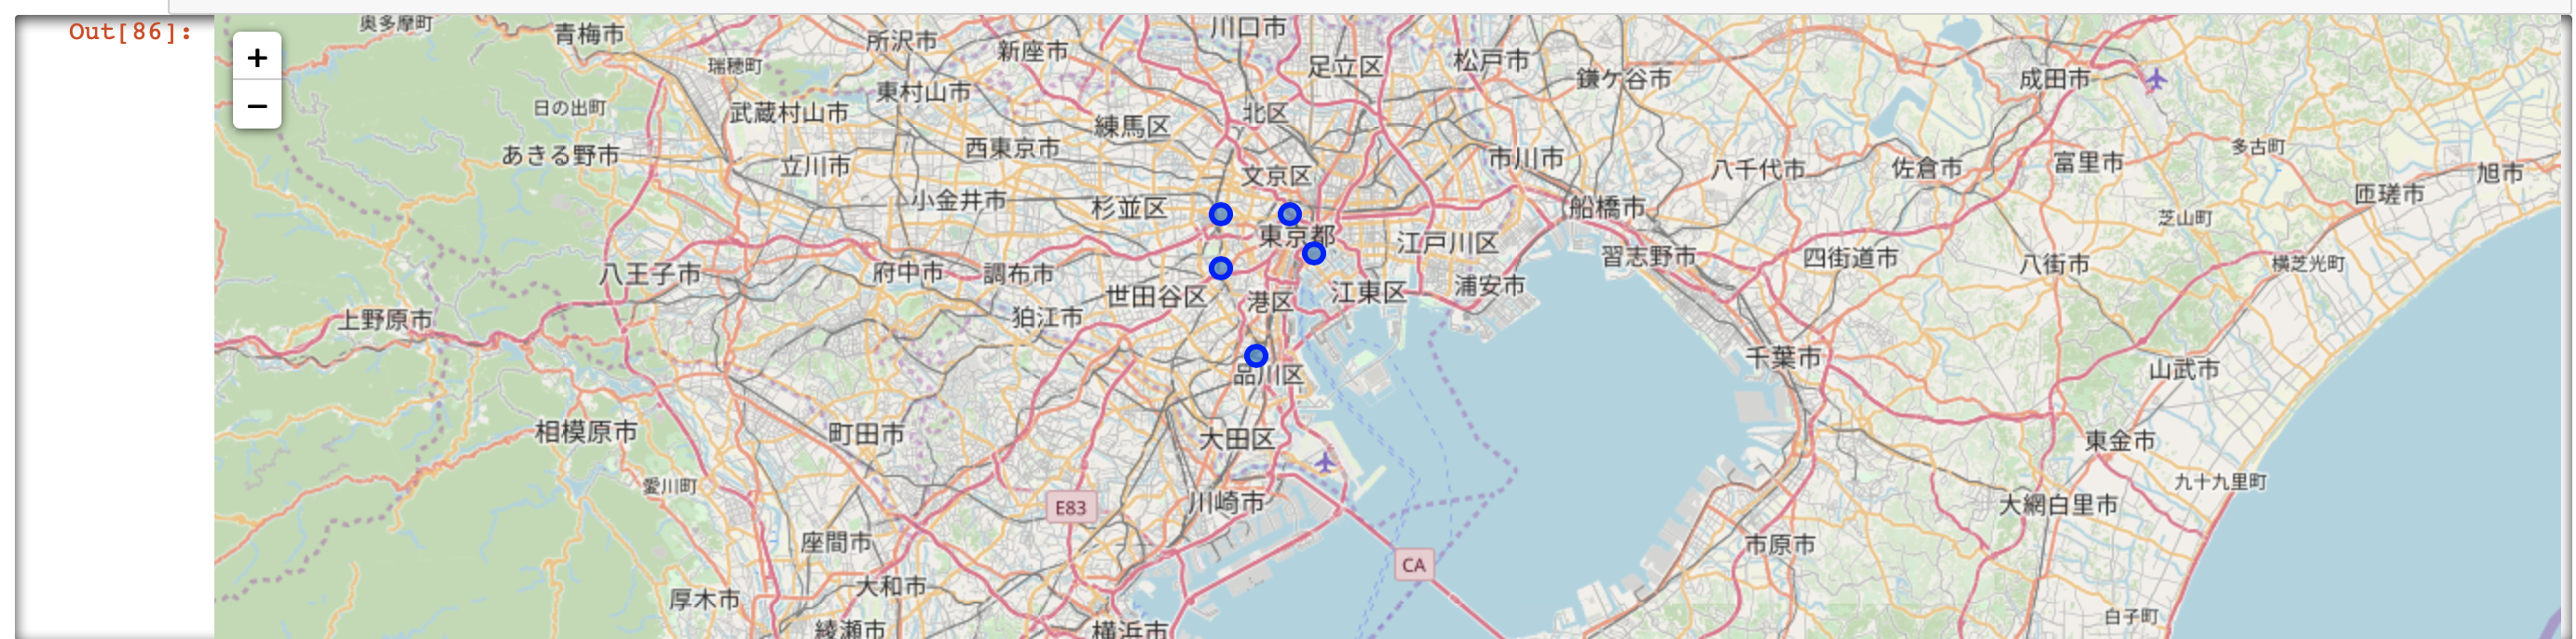 Out[86]:
+
−
奥多摩町
青梅市
瑞穂町
所沢市
新座市
川口市
足立区
松戸市
鎌ケ谷市
成田市
日の出町
武蔵村山市
東村山市
練馬区
北区
あきる野市
立川市
西東京市
文京区
市川市
八千代市
佐倉市
富里市
多古町
旭市
小金井市
杉並区
船橋市
芝山町
匝瑳市
東京都
江戸川区
習志野市
四街道市
八街市
横芝光町
八王子市
府中市
調布市
世田谷区
港区
江東区
浦安市
上野原市
狛江市
千葉市
山武市
品川区
相模原市
町田市
大田区
東金市
愛川町
E83
川崎市
九十九里町
大網白里市
座間市
CA
市原市
大和市
厚木市
綾瀬市
横浜市
白子町